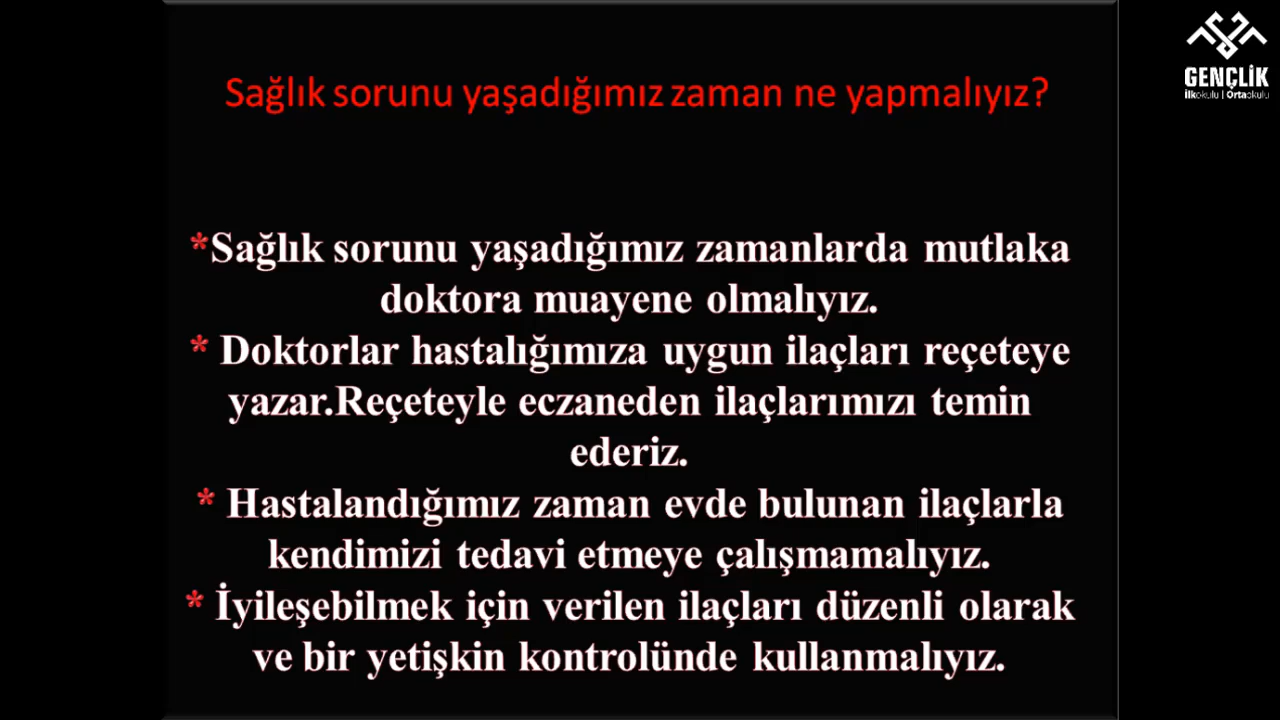 GENÇLİK
İlkokulu | Ortaokulu
Sağlık sorunu yaşadığımız zaman ne yapmalıyız?
*Sağlık sorunu yaşadığımız zamanlarda mutlaka
doktora muayene olmalıyız.
* Doktorlar hastalığımıza uygun ilaçları reçeteye
yazar.Reçeteyle eczaneden ilaçlarımızı temin
ederiz.
* Hastalandığımız zaman evde bulunan ilaçlarla
kendimizi tedavi etmeye çalışmamalıyız.
* İyileşebilmek için verilen ilaçları düzenli olarak
ve bir yetişkin kontrolünde kullanmalıyız.